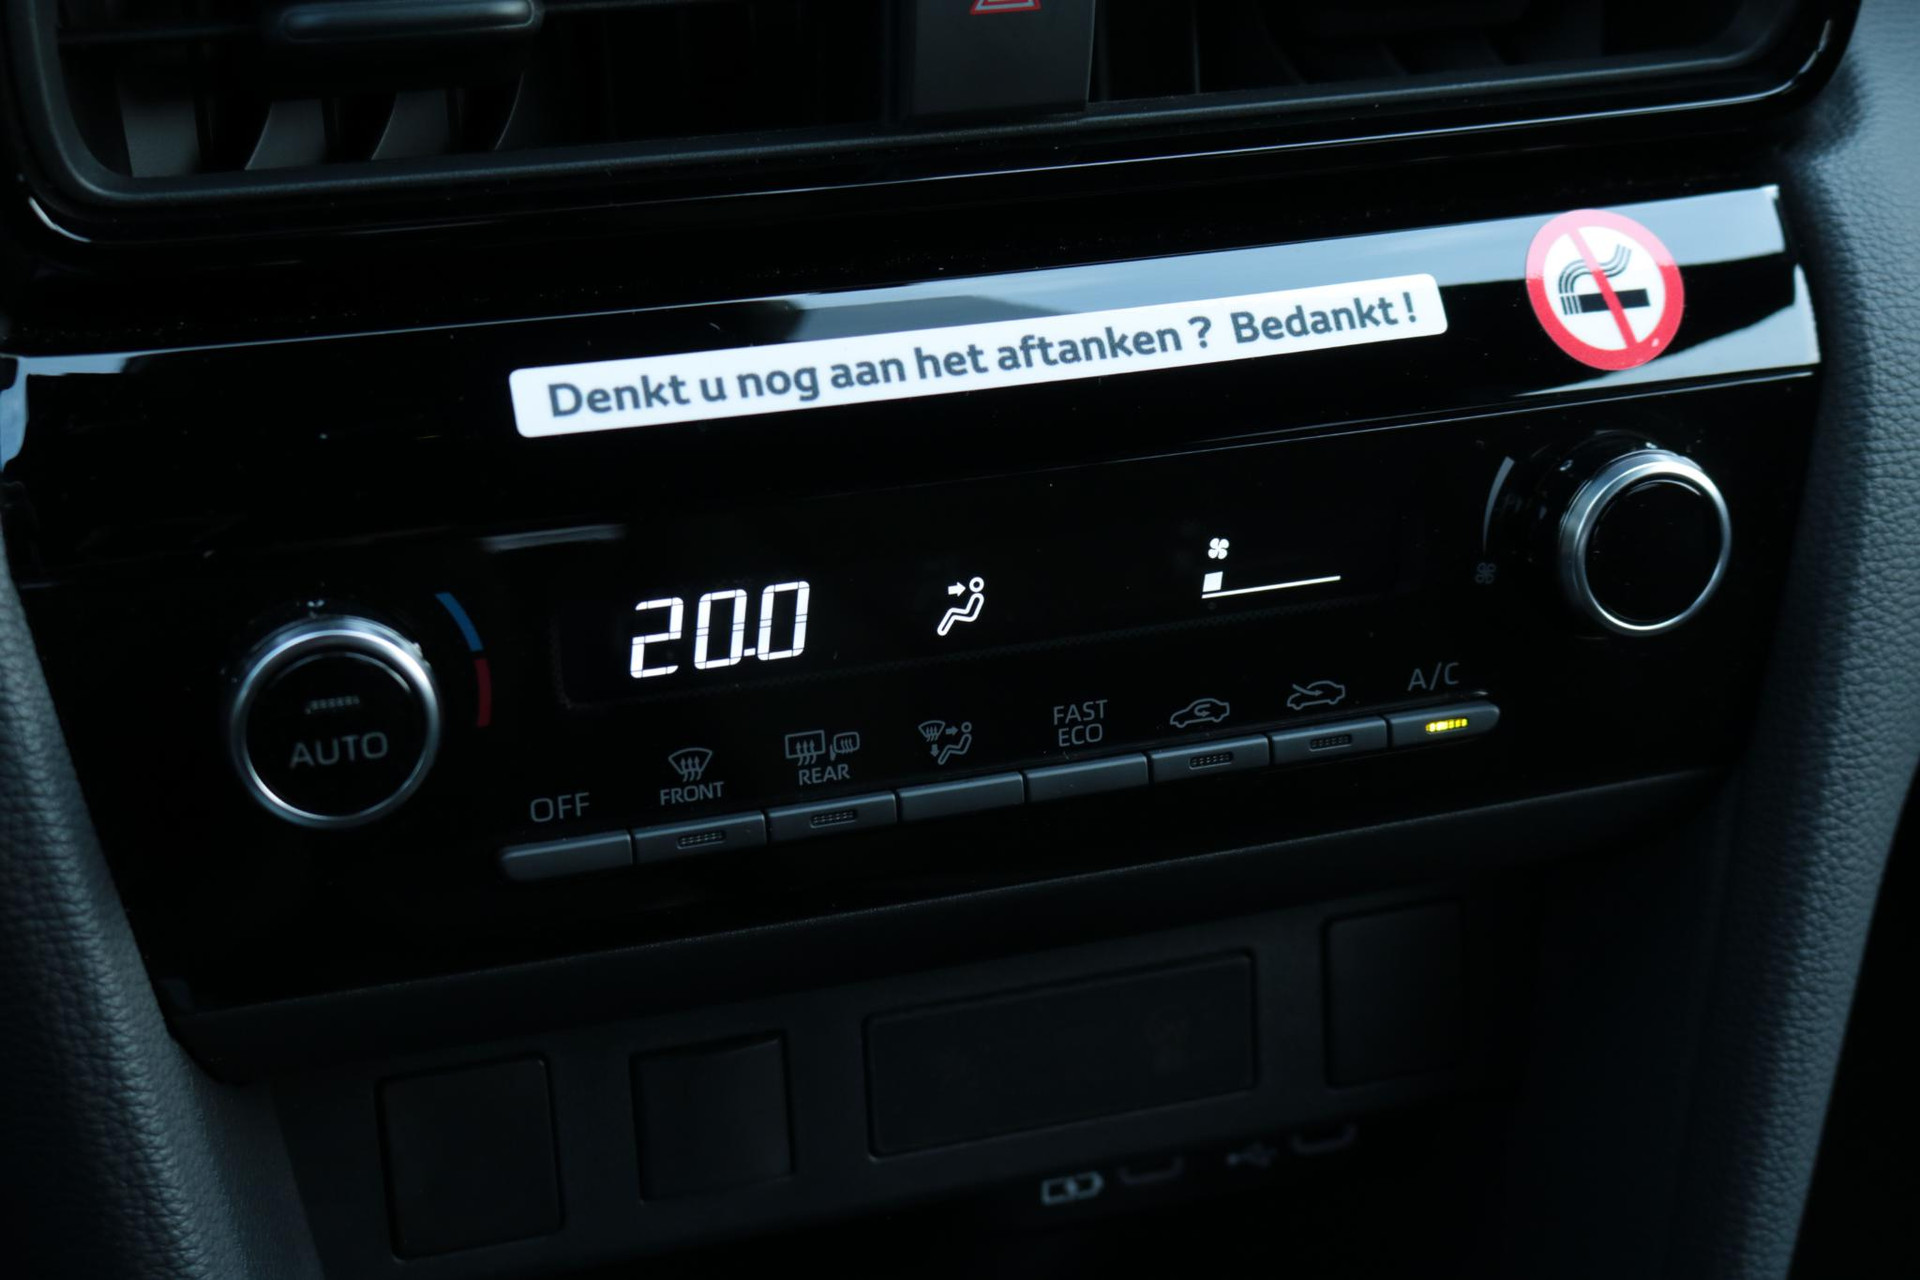 Denkt u nog aan het aftanken ? Bedankt !
20.0
AUTO
OFF
FRONT
REAR
FAST
ECO
A/C